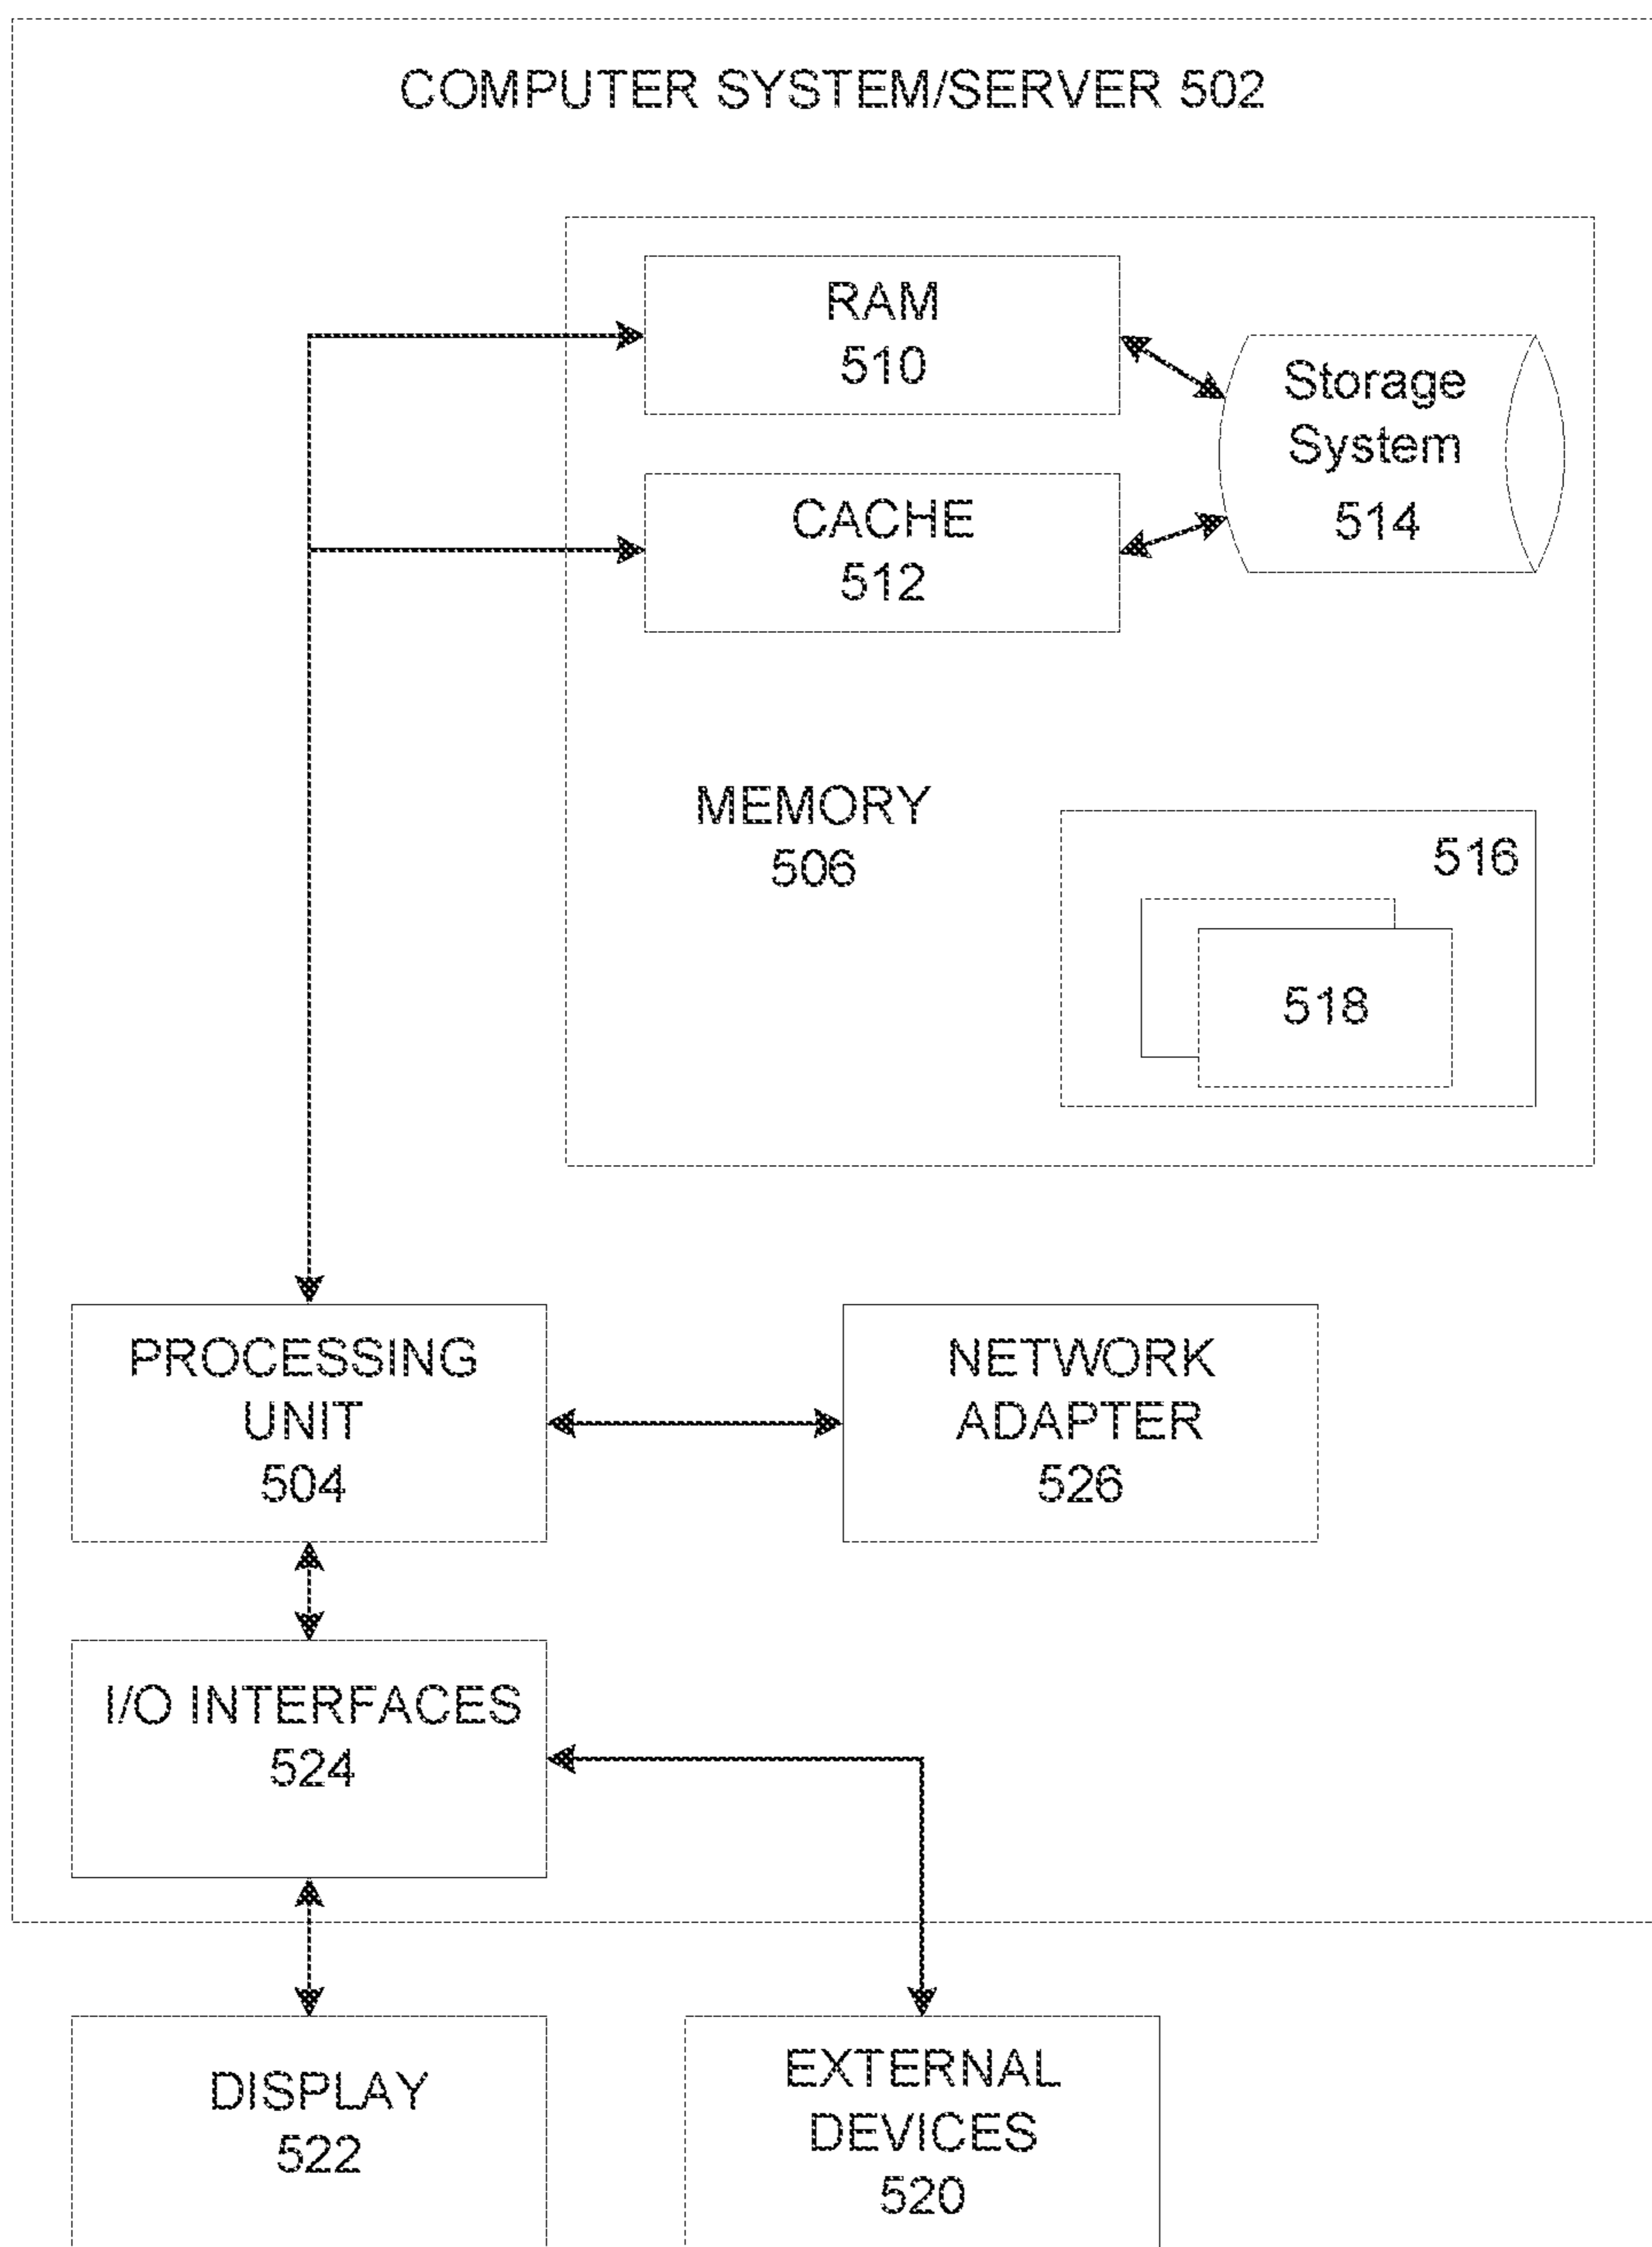 COMPUTER SYSTEM/SERVER 502
RAM
510
Storage
System
514
CACHE
512
MEMORY
506
516
518
PROCESSING
UNIT
504
NETWORK
ADAPTER
526
I/O INTERFACES
524
DISPLAY
522
EXTERNAL
DEVICES
520